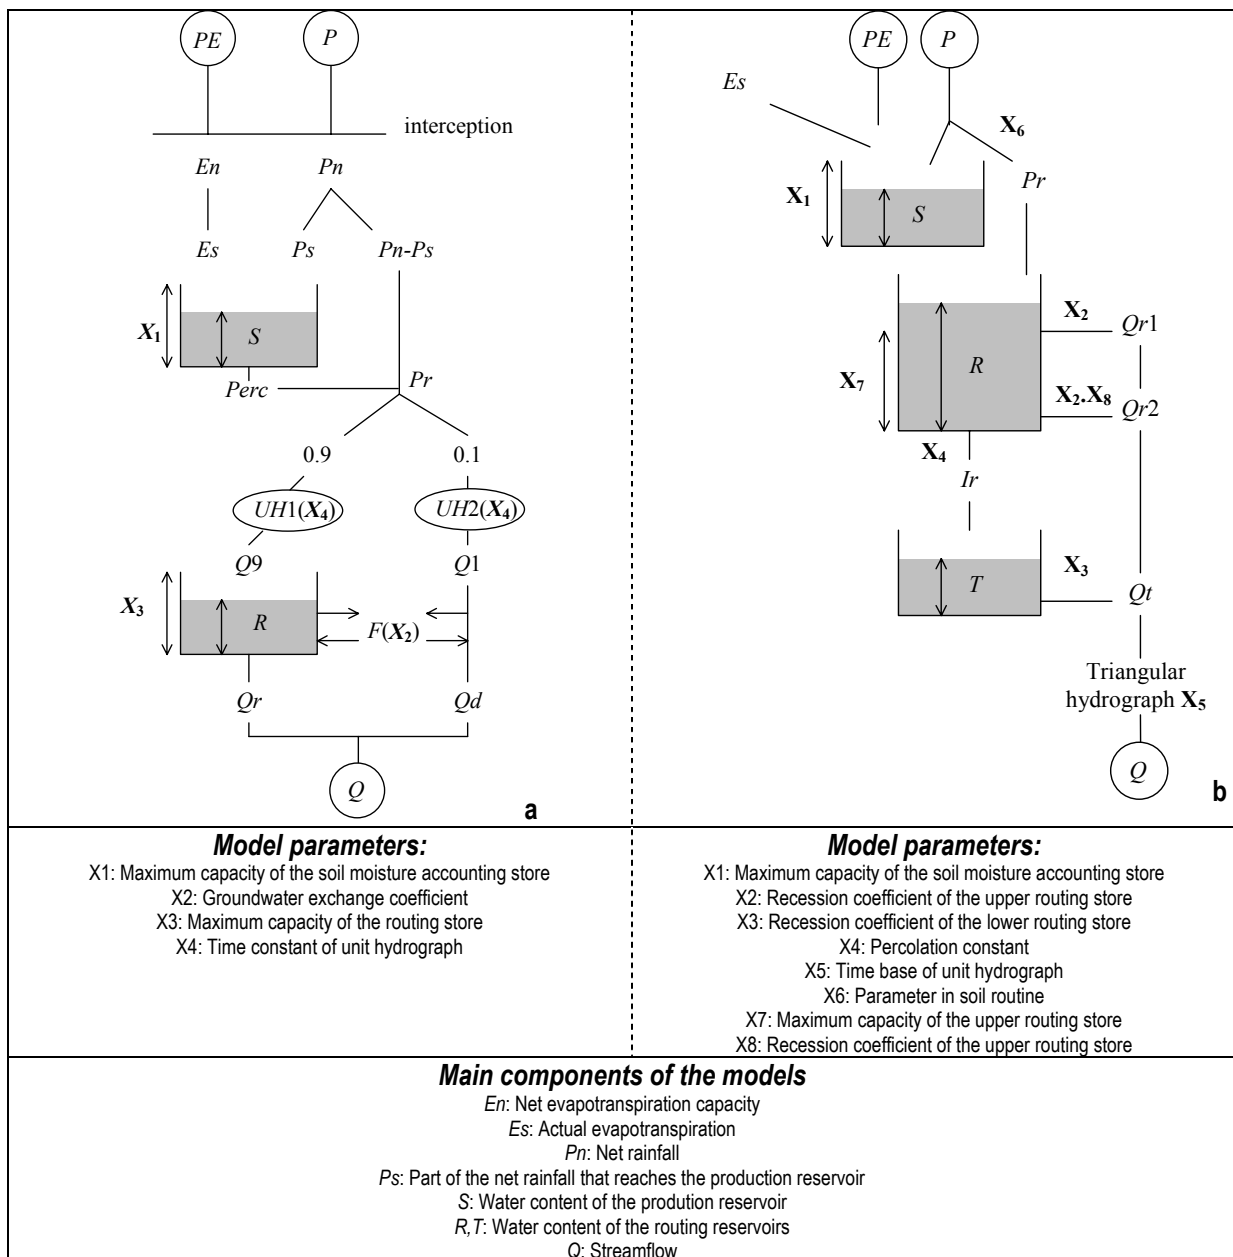 PE
P
interception
En
Pn
Es
Ps
Pn-Ps
X1
S
Perc
Pr
0.9
0.1
UH1(X4)
UH2(X4)
Q9
Q1
X3
R
F(X2)
Qr
Qd
Q
a
PE
P
Es
X6
X1
S
Pr
X2
Qr1
R
X7
X2.X8
Qr2
X4
Ir
X3
T
Qt
Triangular
hydrograph X5
Q
b
Model parameters:
X1: Maximum capacity of the soil moisture accounting store
X2: Groundwater exchange coefficient
X3: Maximum capacity of the routing store
X4: Time constant of unit hydrograph
Model parameters:
X1: Maximum capacity of the soil moisture accounting store
X2: Recession coefficient of the upper routing store
X3: Recession coefficient of the lower routing store
X4: Percolation constant
X5: Time base of unit hydrograph
X6: Parameter in soil routine
X7: Maximum capacity of the upper routing store
X8: Recession coefficient of the upper routing store
Main components of the models
En: Net evapotranspiration capacity
Es: Actual evapotranspiration
Pn: Net rainfall
Ps: Part of the net rainfall that reaches the production reservoir
S: Water content of the prodution reservoir
R,T: Water content of the routing reservoirs
Q: Streamflow